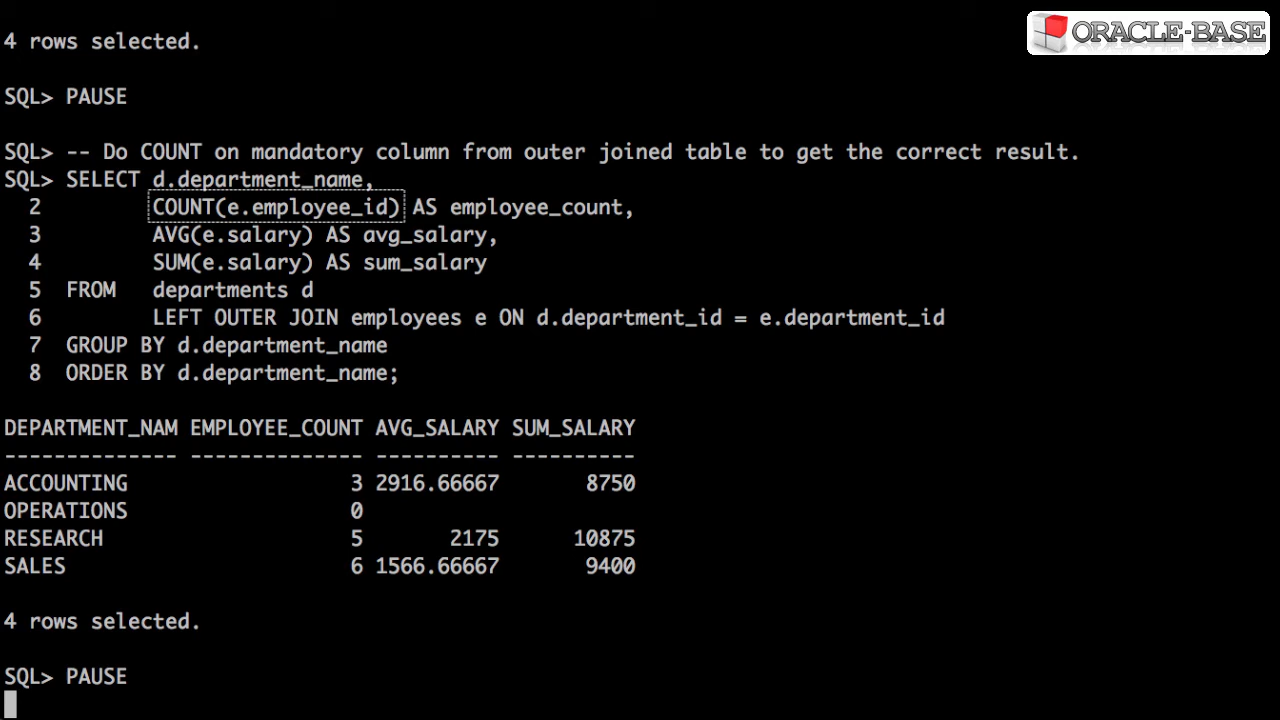 4 rows selected.
ORACLE-BASE
SQL> PAUSE
SQL> -- Do COUNT on mandatory column from outer joined table to get the correct result.
SQL> SELECT d.department_name,
  2         COUNT(e.employee_id) AS employee_count,
  3         AVG(e.salary) AS avg_salary,
  4         SUM(e.salary) AS sum_salary
  5  FROM   departments d
  6         LEFT OUTER JOIN employees e ON d.department_id = e.department_id
  7  GROUP BY d.department_name
  8  ORDER BY d.department_name;
DEPARTMENT_NAM EMPLOYEE_COUNT AVG_SALARY SUM_SALARY
-------------- -------------- ---------- ----------
ACCOUNTING                  3 2916.66667       8750
OPERATIONS                  0
RESEARCH                    5       2175      10875
SALES                       6 1566.66667       9400
4 rows selected.
SQL> PAUSE